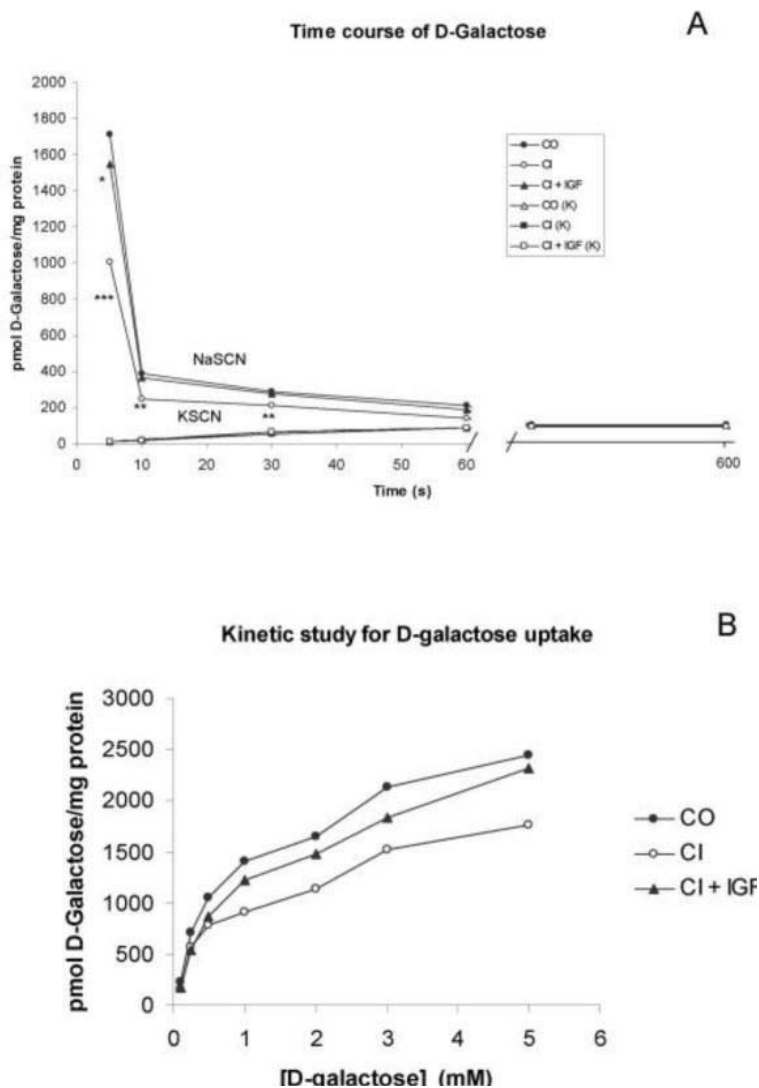 A
Time course of D-Galactose
pmol D-Galactose/mg protein
2000
1800
1600
1400
1200
1000
800
600
400
200
0
*
***
**
**
NaSCN
KSCN
CO
CI
CI + IGF
CO (K)
CI (K)
CI + IGF (K)
0 10 20 30 40 50 60 600
Time (s)
B
Kinetic study for D-galactose uptake
pmol D-Galactose/mg protein
3000
2500
2000
1500
1000
500
0
CO
CI
CI + IGF
0 1 2 3 4 5 6
[D-galactose] (mM)